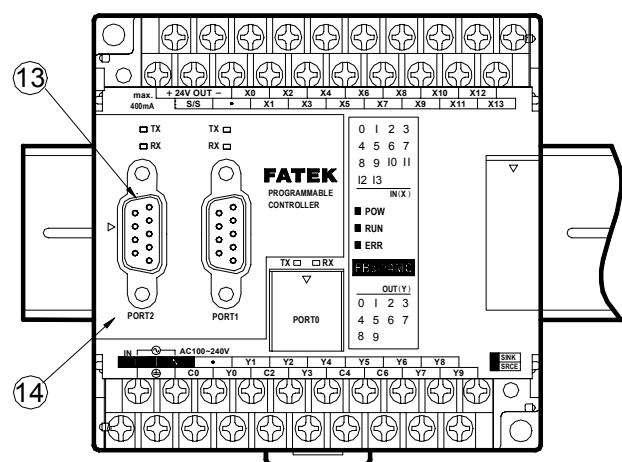 max.
400mA
+ 24V OUT − X0 X2 X4 X6 X8 X10 X12
S/S • X1 X3 X5 X7 X9 X11 X13
13
TX TX
RX RX
0 1 2 3
4 5 6 7
8 9 10 11
12 13
IN(X)
FATEK
PROGRAMMABLE
CONTROLLER
POW
RUN
ERR
TX RX
OUT(Y)
0 1 2 3
4 5 6 7
8 9
PORT2 PORT1 PORT0
14
IN AC100~240V
• Y1 Y2 Y4 Y5 Y6 Y8
C0 Y0 C2 Y3 C4 C6 Y7 Y9
SINK
SRCE